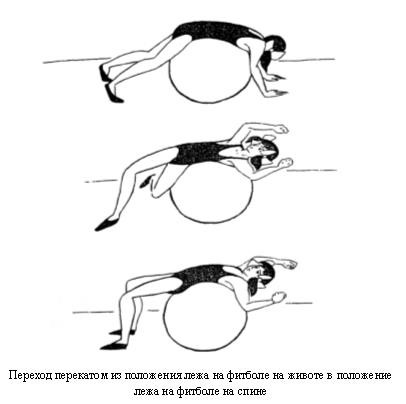 Переход перекатом из положения лежа на фитболе на животе в положение
лежа на фитболе на спине